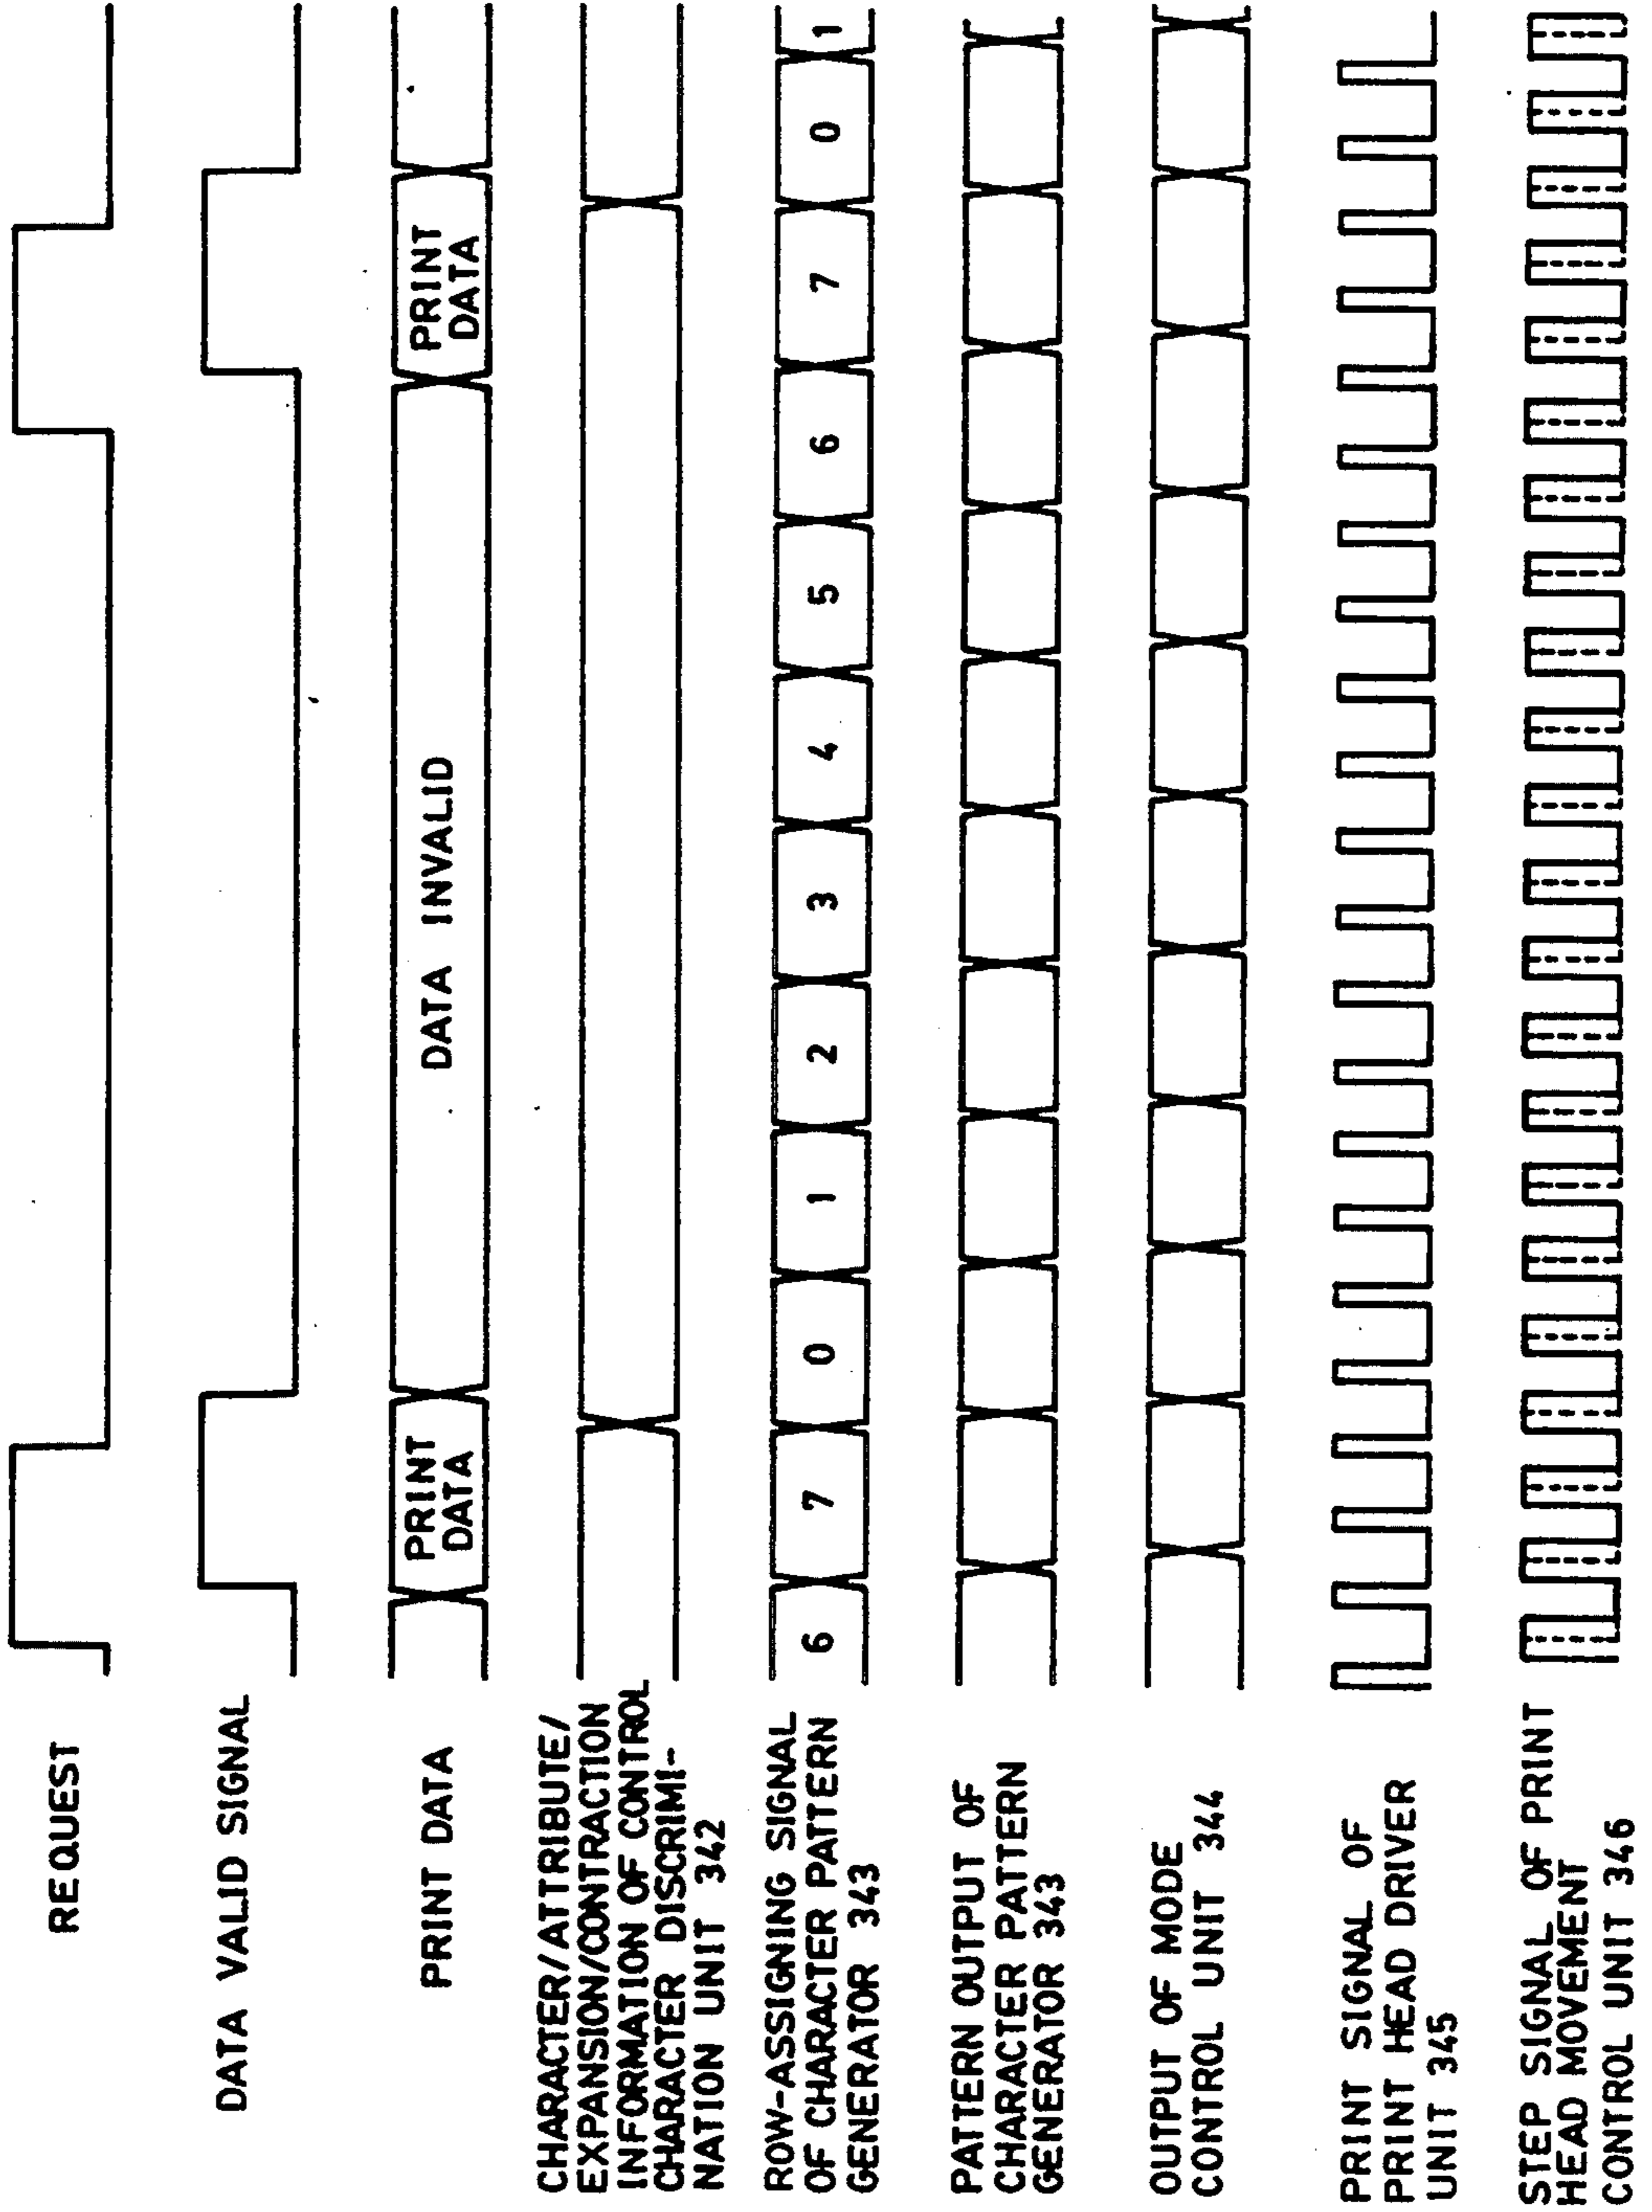 REQUEST
DATA VALID SIGNAL
PRINT DATA
PRINT
DATA
DATA INVALID
PRINT
DATA
CHARACTER/ATTRIBUTE/
EXPANSION/CONTRACTION
INFORMATION OF CONTROL
CHARACTER DISCRIMI-
NATION UNIT 342
ROW-ASSIGNING SIGNAL
OF CHARACTER PATTERN
GENERATOR 343
6 7 0 1 2 3 4 5 6 7 0 1
PATTERN OUTPUT OF
CHARACTER PATTERN
GENERATOR 343
OUTPUT OF MODE
CONTROL UNIT 344
PRINT SIGNAL OF
PRINT HEAD DRIVER
UNIT 345
STEP SIGNAL OF PRINT
HEAD MOVEMENT
CONTROL UNIT 346